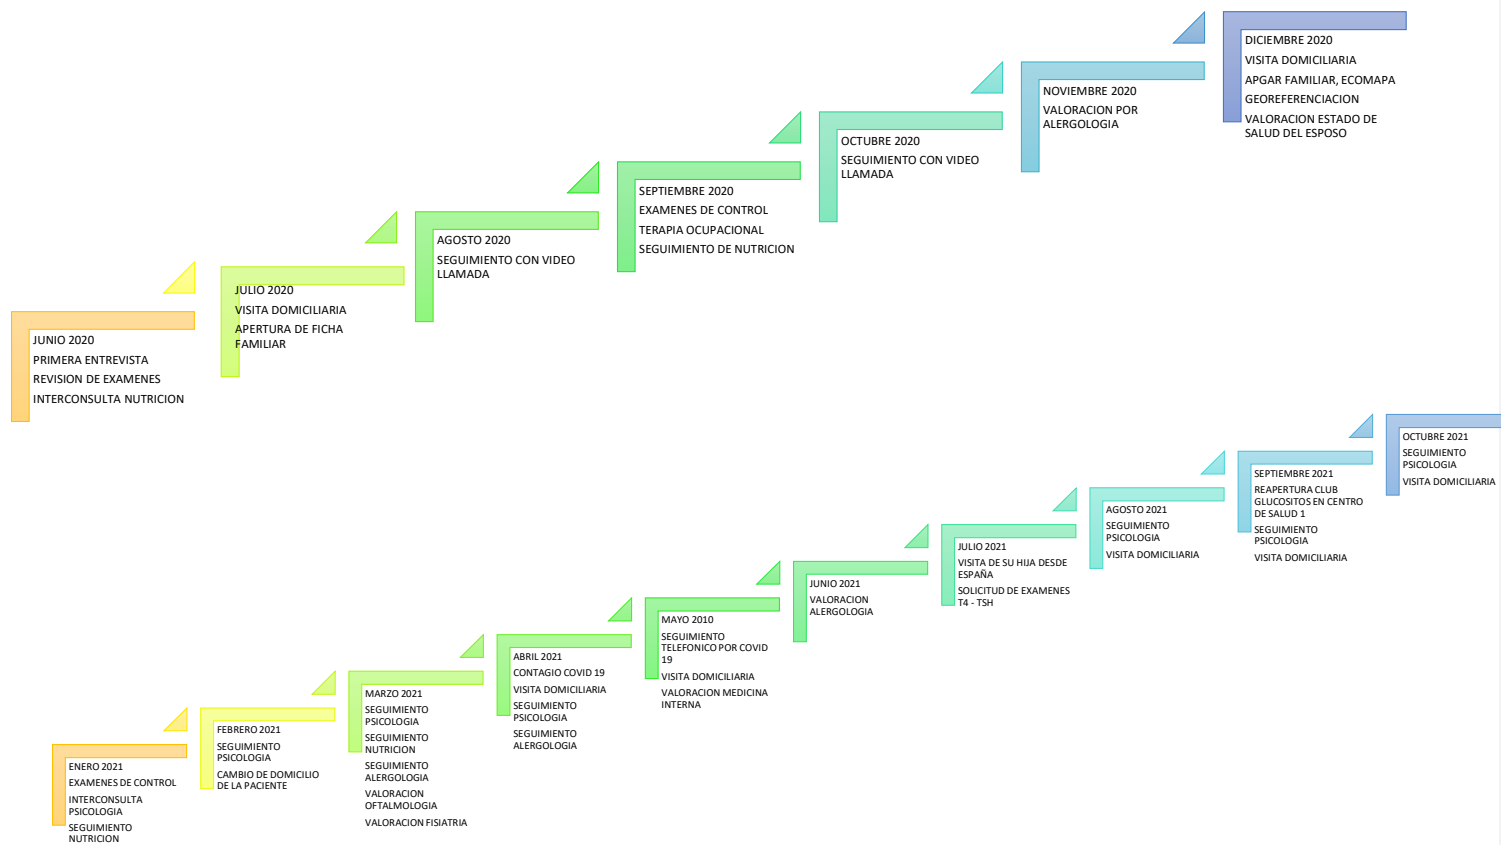 JUNIO 2020
PRIMERA ENTREVISTA
REVISION DE EXAMENES
INTERCONSULTA NUTRICION
JULIO 2020
VISITA DOMICILIARIA
APERTURA DE FICHA
FAMILIAR
AGOSTO 2020
SEGUIMIENTO CON VIDEO
LLAMADA
SEPTIEMBRE 2020
EXAMENES DE CONTROL
TERAPIA OCUPACIONAL
SEGUIMIENTO DE NUTRICION
OCTUBRE 2020
SEGUIMIENTO CON VIDEO
LLAMADA
NOVIEMBRE 2020
VALORACION POR
ALERGOLOGIA
DICIEMBRE 2020
VISITA DOMICILIARIA
APGAR FAMILIAR, ECOMAPA
GEOREFERENCIACION
VALORACION ESTADO DE
SALUD DEL ESPOSO
ENERO 2021
EXAMENES DE CONTROL
INTERCONSULTA
PSICOLOGIA
SEGUIMIENTO
NUTRICION
FEBRERO 2021
SEGUIMIENTO
PSICOLOGIA
CAMBIO DE DOMICILIO
DE LA PACIENTE
MARZO 2021
SEGUIMIENTO
PSICOLOGIA
SEGUIMIENTO
NUTRICION
SEGUIMIENTO
ALERGOLOGIA
VALORACION
OFTALMOLOGIA
VALORACION FISIATRIA
ABRIL 2021
CONTAGIO COVID 19
VISITA DOMICILIARIA
SEGUIMIENTO
PSICOLOGIA
SEGUIMIENTO
ALERGOLOGIA
MAYO 2010
SEGUIMIENTO
TELEFONICO POR COVID
19
VISITA DOMICILIARIA
VALORACION MEDICINA
INTERNA
JUNIO 2021
VALORACION
ALERGOLOGIA
JULIO 2021
VISITA DE SU HIJA DESDE
ESPAÑA
SOLICITUD DE EXAMENES
T4 - TSH
AGOSTO 2021
SEGUIMIENTO
PSICOLOGIA
VISITA DOMICILIARIA
SEPTIEMBRE 2021
REAPERTURA CLUB
GLUCOSITOS EN CENTRO
DE SALUD 1
SEGUIMIENTO
PSICOLOGIA
VISITA DOMICILIARIA
OCTUBRE 2021
SEGUIMIENTO
PSICOLOGIA
VISITA DOMICILIARIA